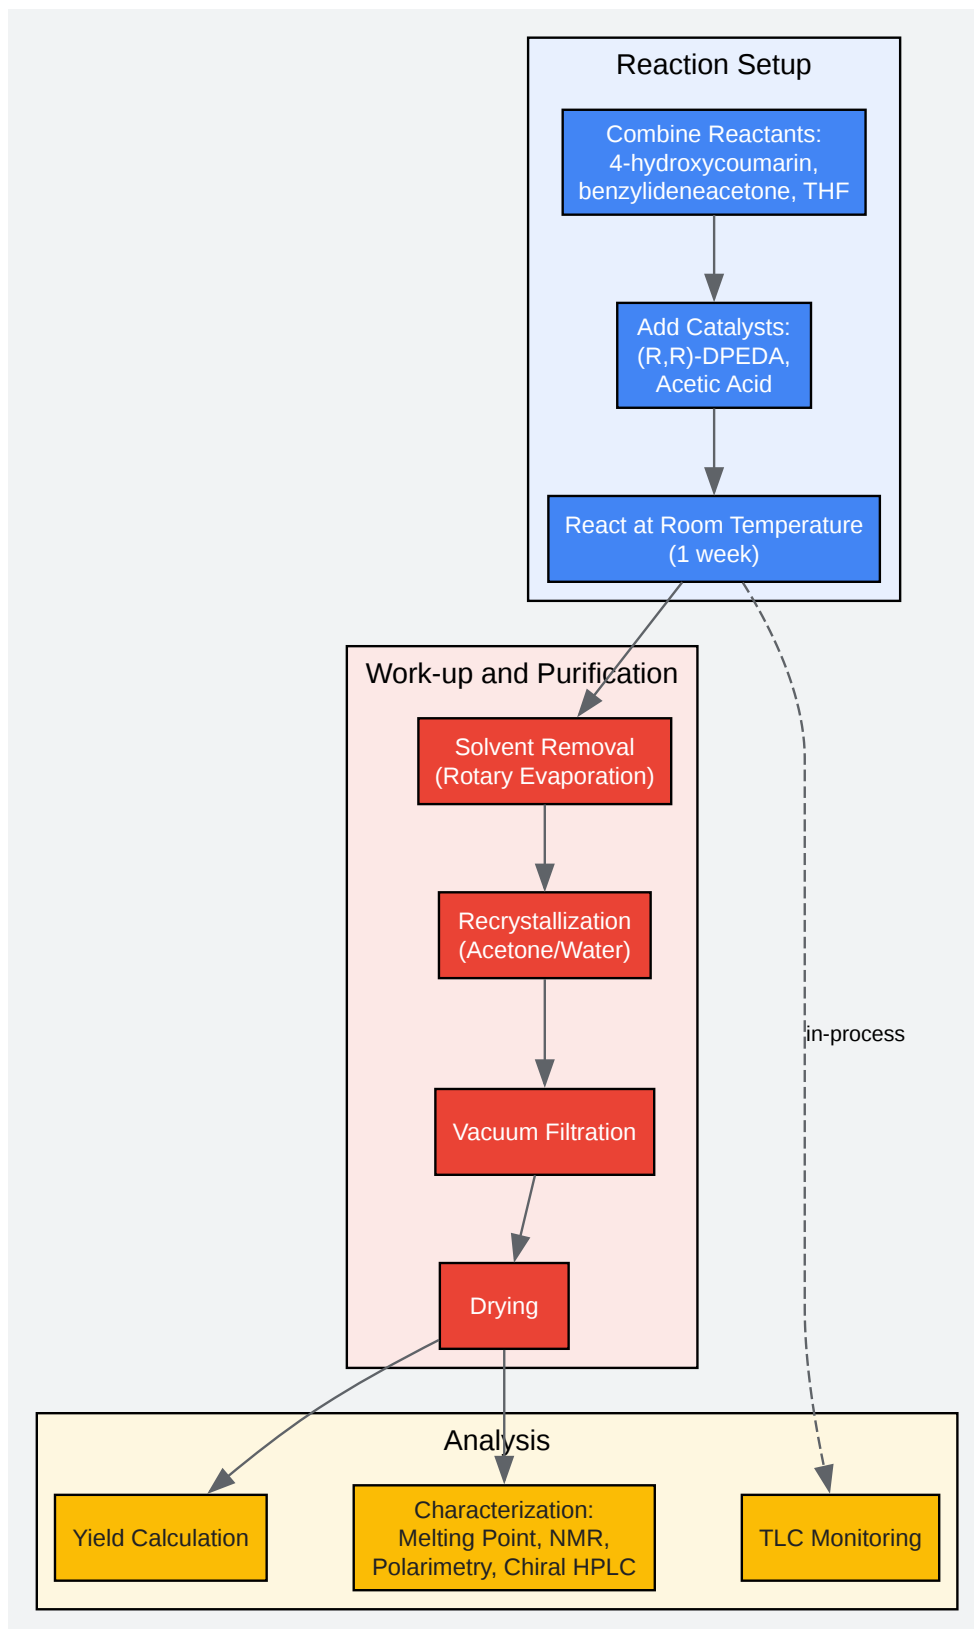 Reaction Setup
Combine Reactants:
4-hydroxycoumarin,
benzylideneacetone, THF
Add Catalysts:
(R,R)-DPEDA,
Acetic Acid
React at Room Temperature
(1 week)
Work-up and Purification
Solvent Removal
(Rotary Evaporation)
Recrystallization
(Acetone/Water)
in-process
Vacuum Filtration
Drying
Analysis
Yield Calculation
Characterization:
Melting Point, NMR,
Polarimetry, Chiral HPLC
TLC Monitoring